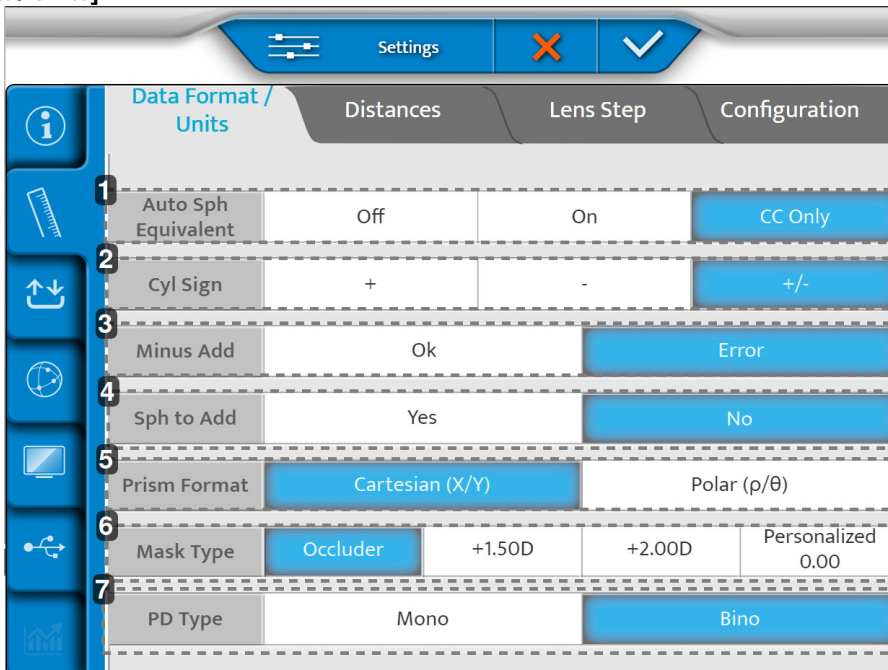 Settings
Data Format /
Units
Distances
Lens Step
Configuration
1
Auto Sph
Equivalent
Off
On
CC Only
2
Cyl Sign
+
-
+/-
3
Minus Add
Ok
Error
4
Sph to Add
Yes
No
5
Prism Format
Cartesian (X/Y)
Polar (ρ/θ)
6
Mask Type
Occluder
+1.50D
+2.00D
Personalized
0.00
7
PD Type
Mono
Bino